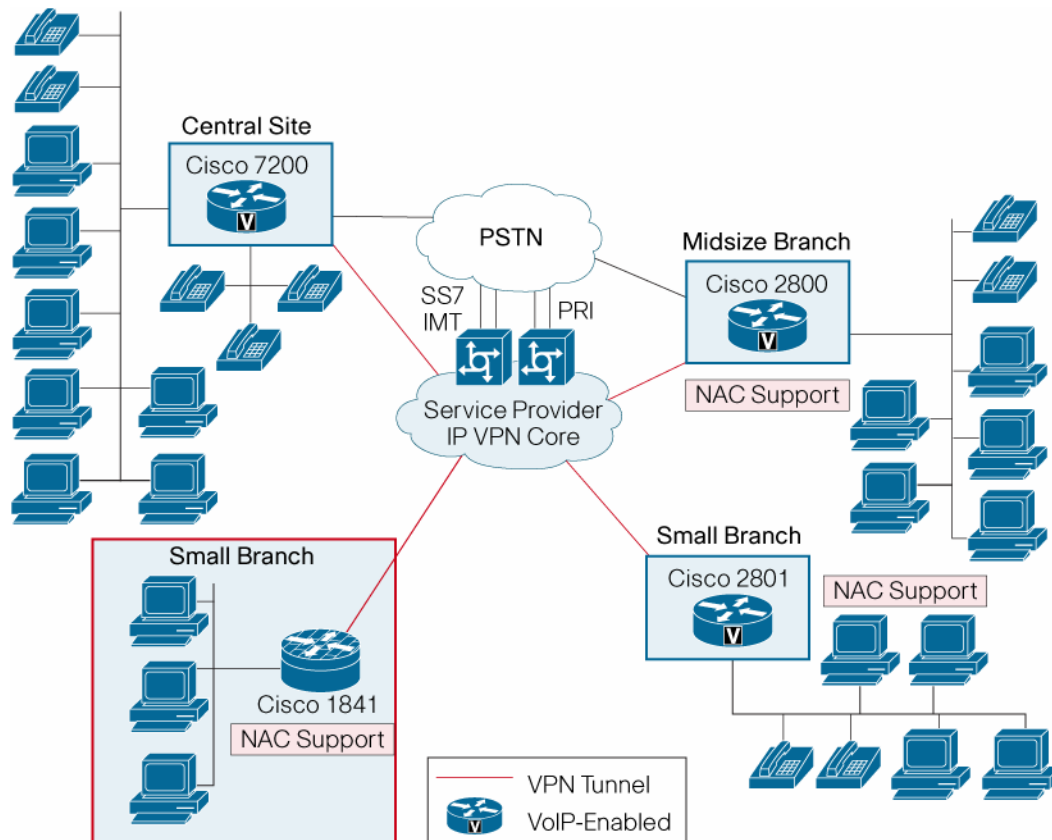 Central Site
Cisco 7200
V
PSTN
SS7
IMT
PRI
Midsize Branch
Cisco 2800
V
NAC Support
Service Provider
IP VPN Core
Small Branch
Cisco 1841
NAC Support
Small Branch
Cisco 2801
V
NAC Support
VPN Tunnel
V
VoIP-Enabled